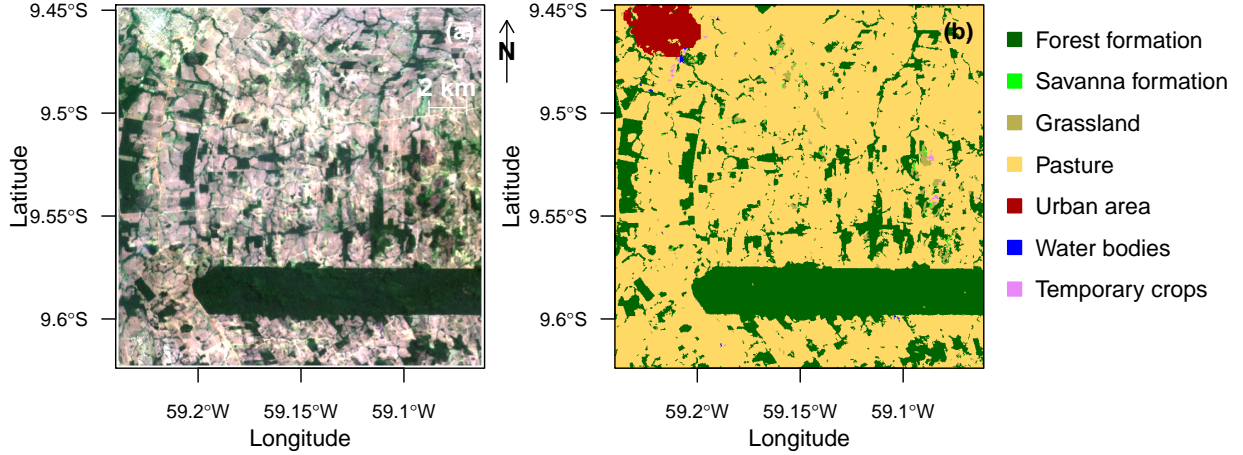 (a)
N
2 km
9.45°S
9.5°S
9.55°S
9.6°S
Latitude
59.2°W 59.15°W 59.1°W
Longitude
(b)
9.45°S
9.5°S
9.55°S
9.6°S
Latitude
59.2°W 59.15°W 59.1°W
Longitude
Forest formation
Savanna formation
Grassland
Pasture
Urban area
Water bodies
Temporary crops